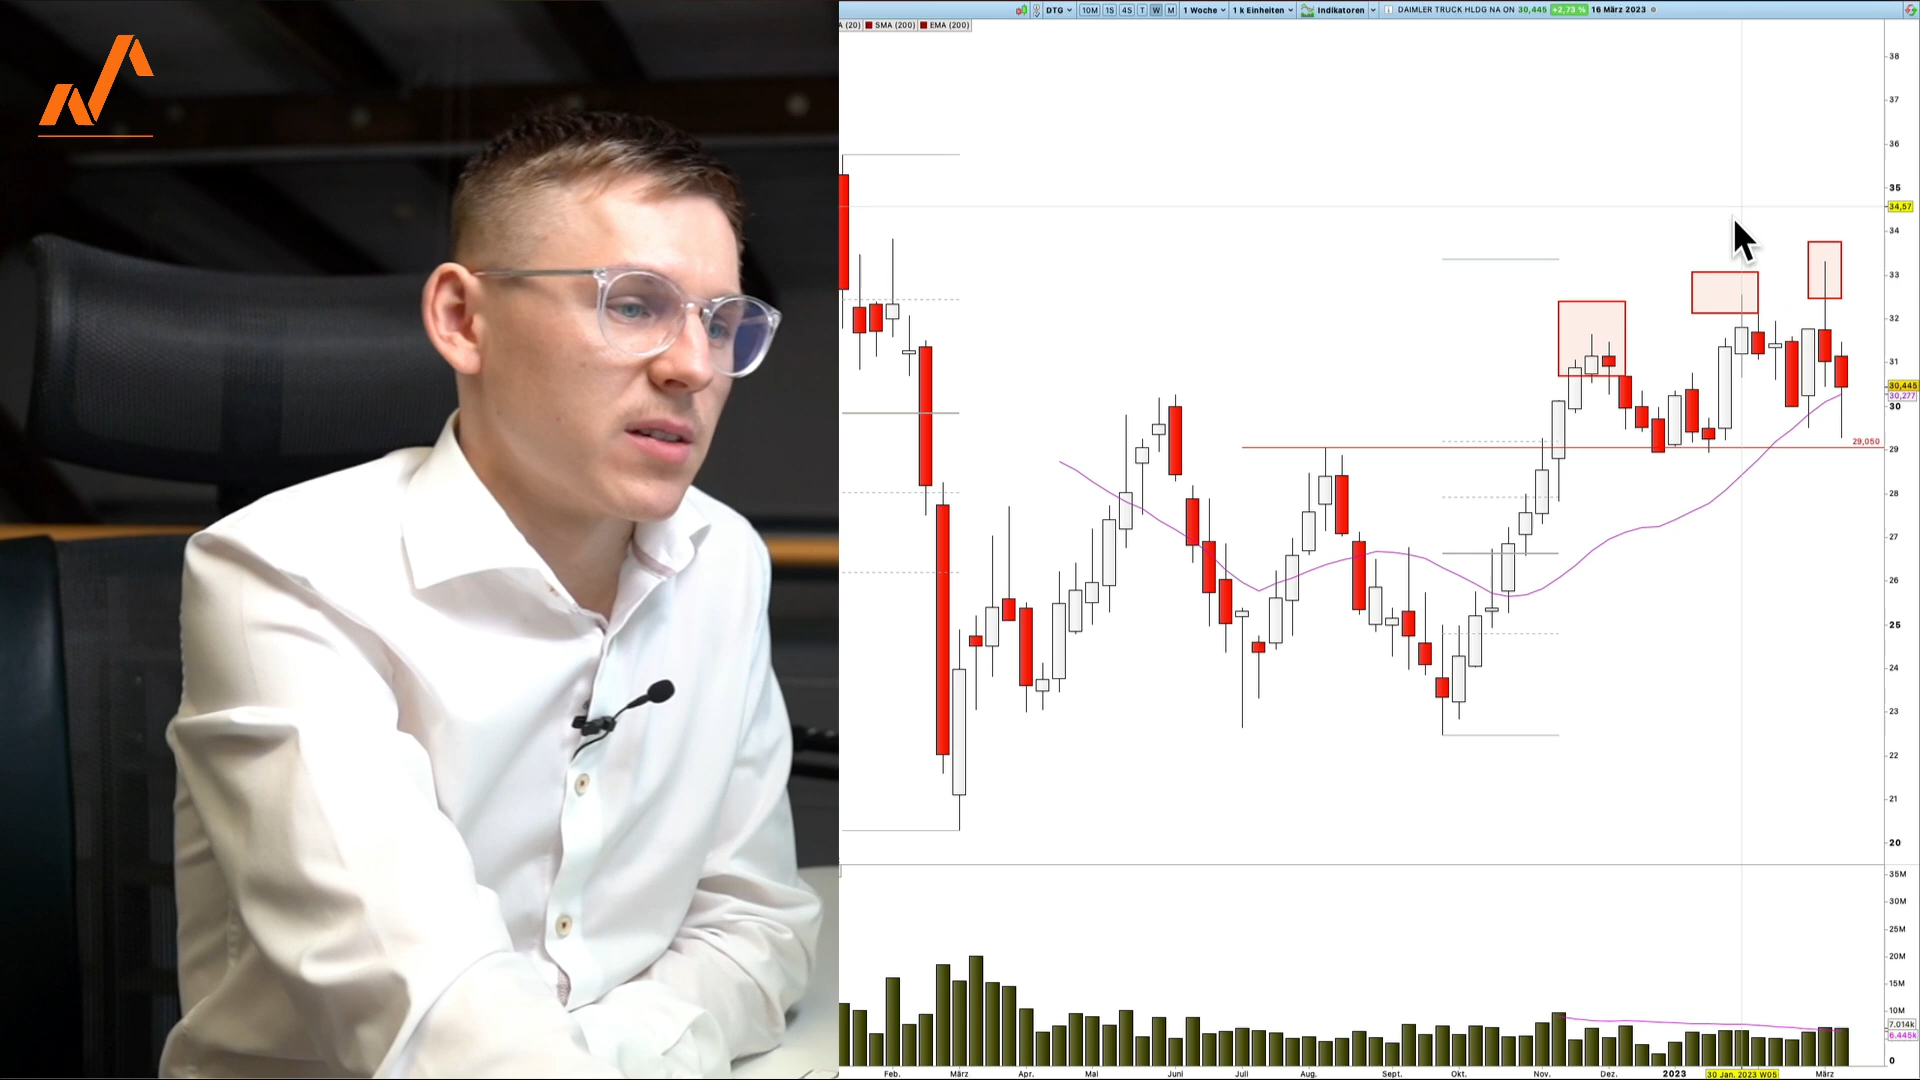 DTG 10M 1S 4S T W M 1 Woche 1 k Einheiten Indikatoren DAIMLER TRUCK HLDG NA ON 30,445 +2,73 % 16 März 2023
A (20) SMA (200) EMA (200)
38
37
36
35
34,57
34
33
32
31
30,445
30,277
30
29,050
29
28
27
26
25
24
23
22
21
20
35M
30M
25M
20M
15M
10M
7.014k
6.445k
0
Feb. März Apr. Mai Juni Juli Aug. Sept. Okt. Nov. Dez. 2023 30 Jan. 2023 W05 März